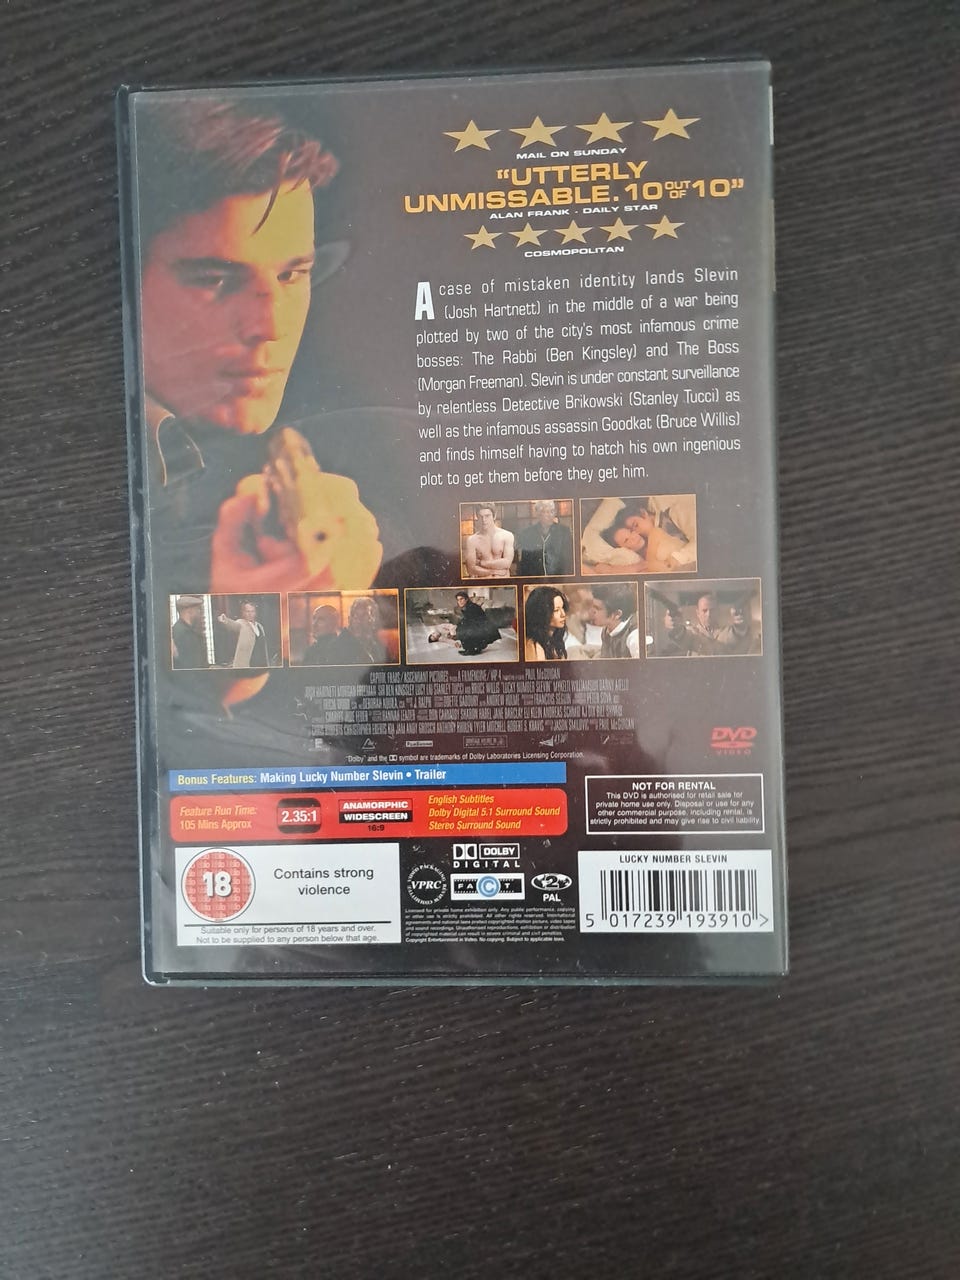 MAIL ON SUNDAY
"UTTERLY
UNMISSABLE. 10 OUT OF 10"
ALAN FRANK - DAILY STAR
COSMOPOLITAN
A case of mistaken identity lands Slevin
(Josh Hartnett) in the middle of a war being
plotted by two of the city's most infamous crime
bosses: The Rabbi (Ben Kingsley) and The Boss
(Morgan Freeman). Slevin is under constant surveillance
by relentless Detective Brikowski (Stanley Tucci) as
well as the infamous assassin Goodkat (Bruce Willis)
and finds himself having to hatch his own ingenious
plot to get them before they get him.
PAUL McGUIGAN
DVD
VIDEO
"Dolby" and the DD symbol are trademarks of Dolby Laboratories Licensing Corporation.
Bonus Features: Making Lucky Number Slevin • Trailer
Feature Run Time:
105 Mins Approx
2.35:1
ANAMORPHIC
WIDESCREEN
16:9
English Subtitles
Dolby Digital 5.1 Surround Sound
Stereo Surround Sound
NOT FOR RENTAL
This DVD is authorised for retail sale for
private home use only. Disposal or use for any
other commercial purpose, including rental, is
strictly prohibited and may give rise to civil liability.
18
Contains strong
violence
Suitable only for persons of 18 years and over.
Not to be supplied to any person below that age.
VPRC
DOLBY
DIGITAL
FACT
2
PAL
LUCKY NUMBER SLEVIN
5 017239 193910 >